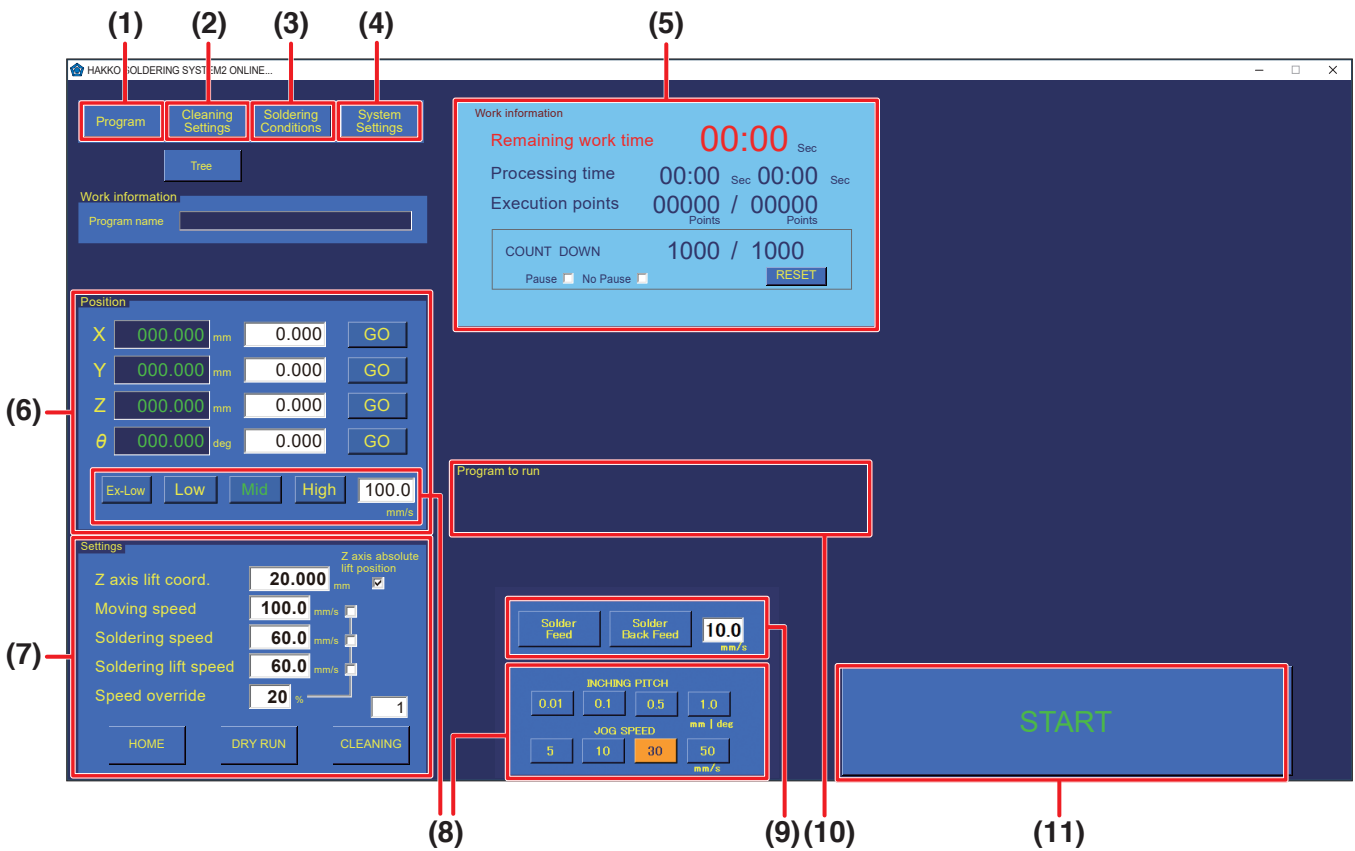 (1) (2) (3) (4) (5)
HAKKO SOLDERING SYSTEM2 ONLINE...
Program
Cleaning
Settings
Soldering
Conditions
System
Settings
Tree
Work information
Program name
Work information
Remaining work time 00:00 Sec
Processing time 00:00 Sec 00:00 Sec
Execution points 00000 / 00000
Points Points
COUNT DOWN 1000 / 1000
Pause No Pause RESET
(6)
Position
X 000.000 mm 0.000 GO
Y 000.000 mm 0.000 GO
Z 000.000 mm 0.000 GO
θ 000.000 deg 0.000 GO
Ex-Low Low Mid High 100.0
mm/s
Program to run
(7)
Settings
Z axis absolute
lift position
Z axis lift coord. 20.000 mm
Moving speed 100.0 mm/s
Soldering speed 60.0 mm/s
Soldering lift speed 60.0 mm/s
Speed override 20 %
1
HOME DRY RUN CLEANING
Solder
Feed
Solder
Back Feed
10.0
mm/s
INCHING PITCH
0.01 0.1 0.5 1.0
mm | deg
JOG SPEED
5 10 30 50
mm/s
START
(8) (9) (10) (11)